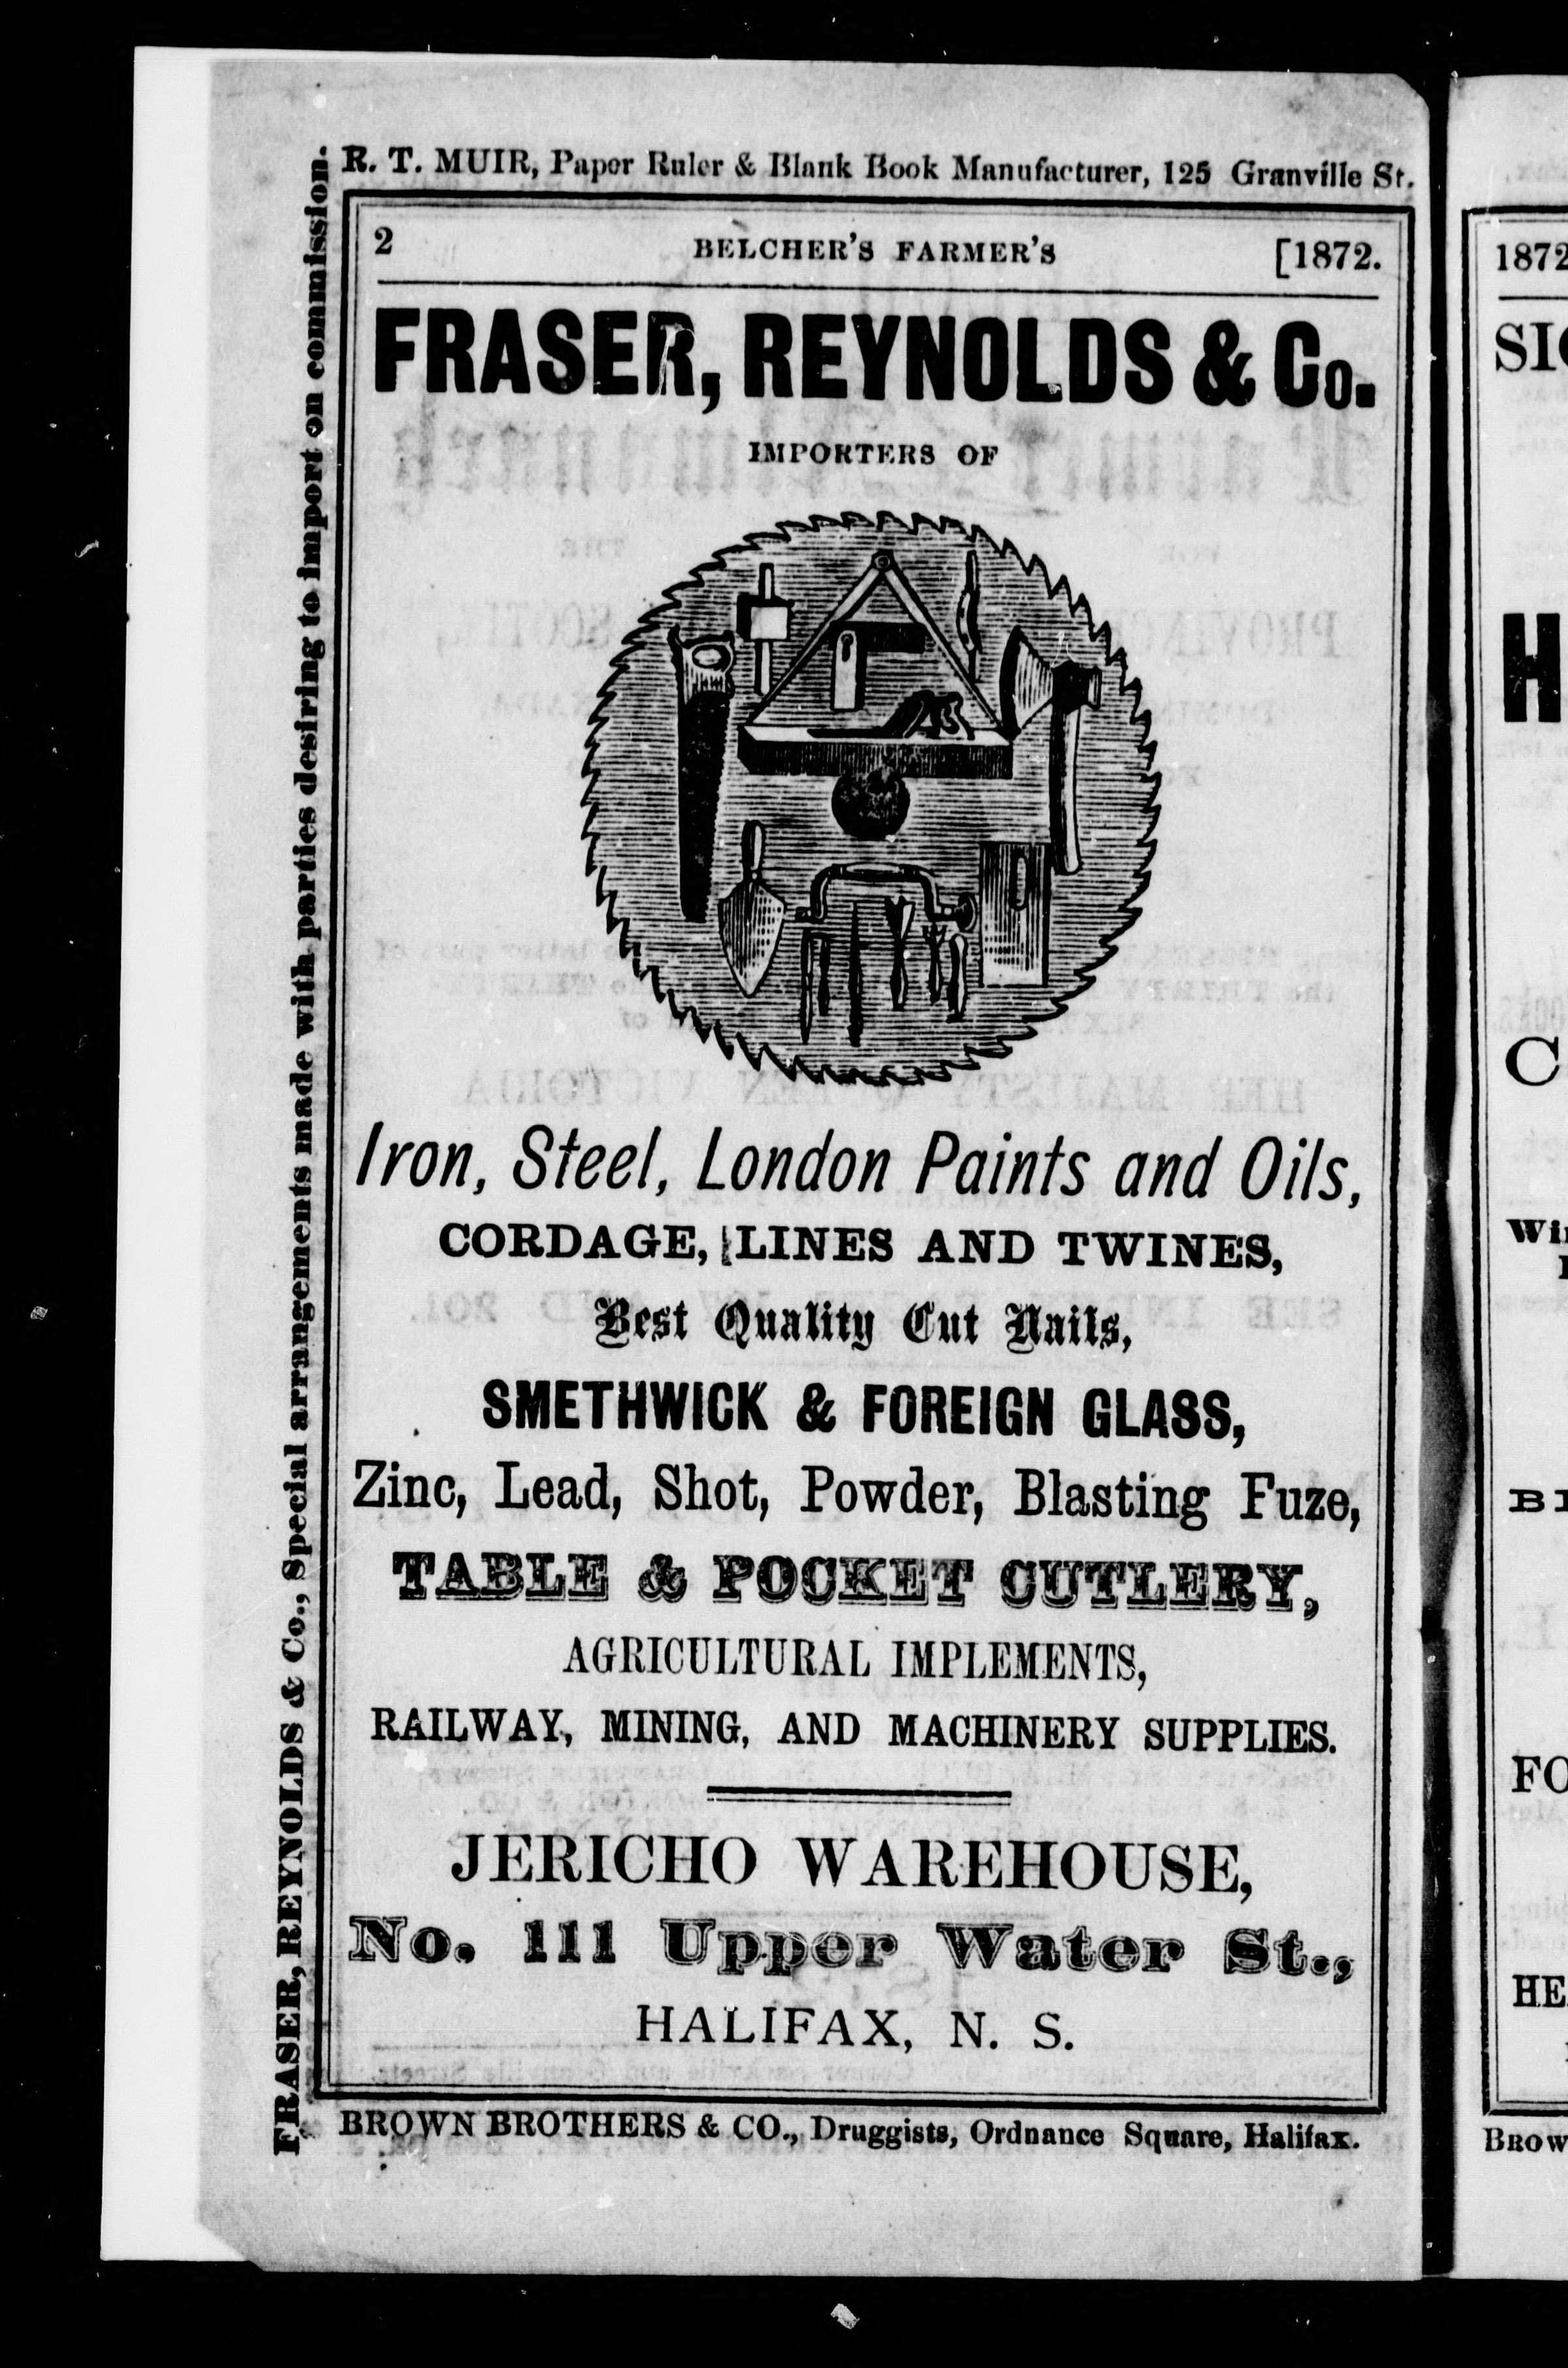 R. T. MUIR, Paper Ruler & Blank Book Manufacturer, 125 Granville St.
2 BELCHER'S FARMER'S [1872.
FRASER, REYNOLDS & Co.
IMPORTERS OF
Iron, Steel, London Paints and Oils,
CORDAGE, LINES AND TWINES,
Best Quality Cut Nails,
SMETHWICK & FOREIGN GLASS,
Zinc, Lead, Shot, Powder, Blasting Fuze,
TABLE & POCKET CUTLERY,
AGRICULTURAL IMPLEMENTS,
RAILWAY, MINING, AND MACHINERY SUPPLIES.
JERICHO WAREHOUSE,
No. 111 Upper Water St.,
HALIFAX, N. S.
BROWN BROTHERS & CO., Druggists, Ordnance Square, Halifax.
FRASER, REYNOLDS & Co., Special arrangements made with parties desiring to import on commission.
1872